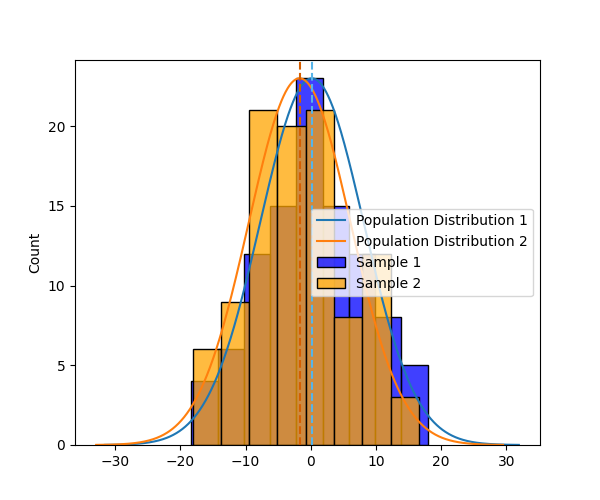 20
15
10
5
0
Count
Population Distribution 1
Population Distribution 2
Sample 1
Sample 2
−30 −20 −10 0 10 20 30